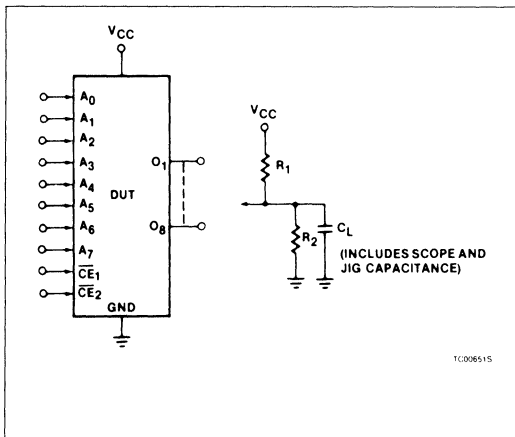 VCC
A0
A1
A2
A3
A4
A5
A6
A7
CE1
CE2
DUT
GND
O1
O8
VCC
R1
R2
CL
(INCLUDES SCOPE AND
JIG CAPACITANCE)
TC00651S